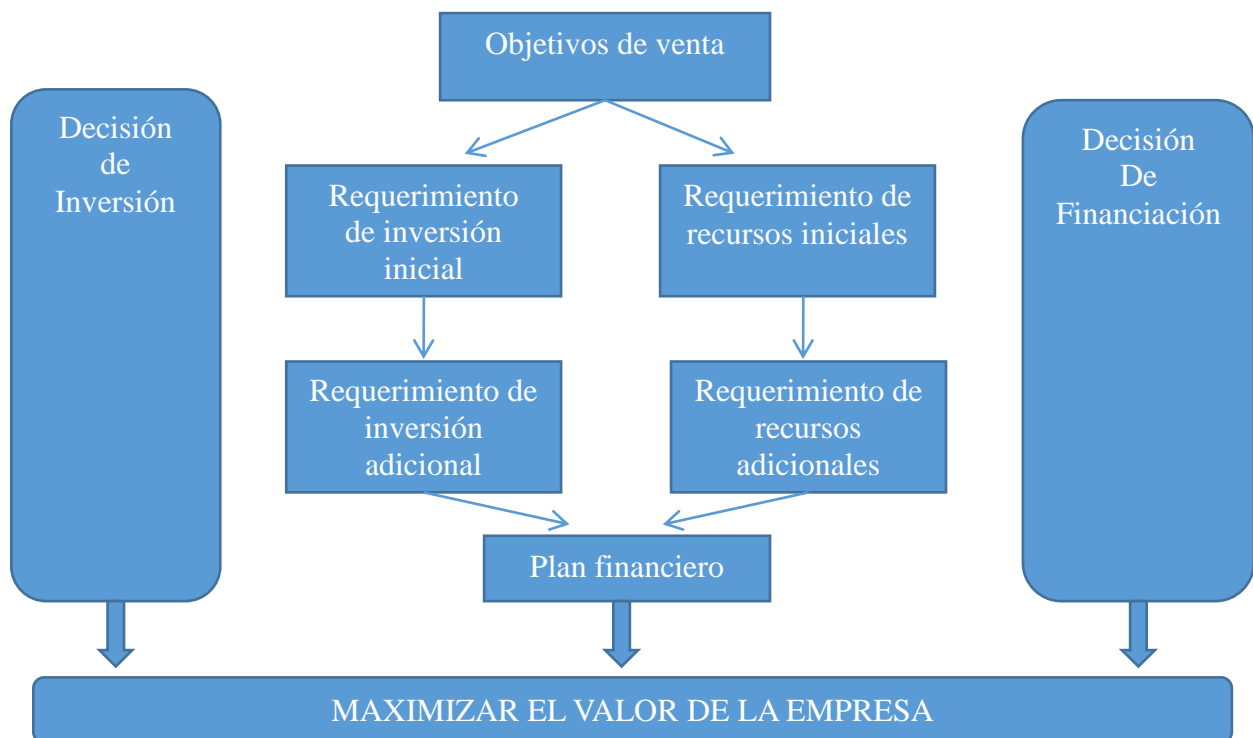 Objetivos de venta
Decisión
de
Inversión
Requerimiento
de inversión
inicial
Requerimiento de
recursos iniciales
Decisión
De
Financiación
Requerimiento de
inversión
adicional
Requerimiento de
recursos
adicionales
Plan financiero
MAXIMIZAR EL VALOR DE LA EMPRESA